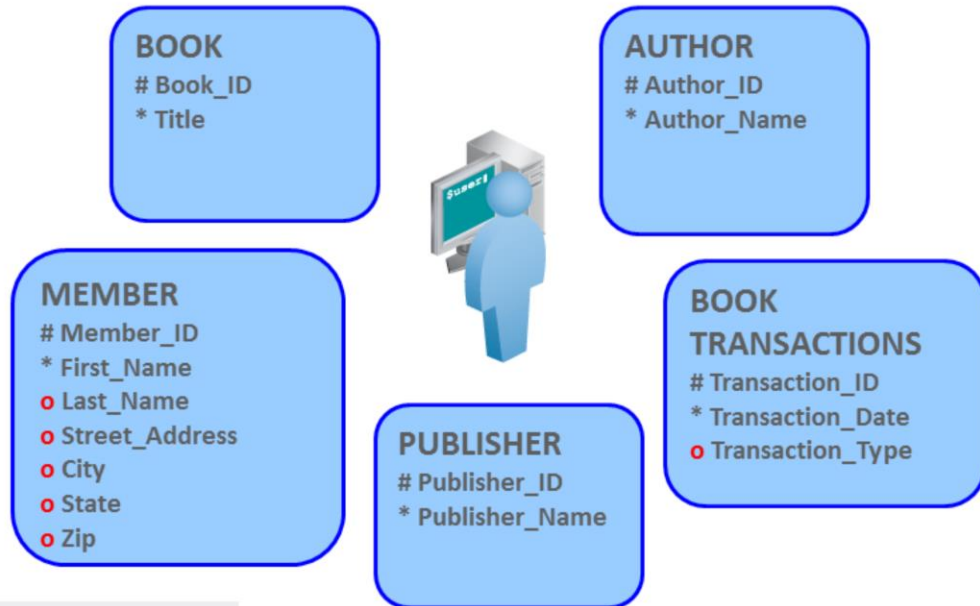 BOOK
# Book_ID
* Title
AUTHOR
# Author_ID
* Author_Name
$user
MEMBER
# Member_ID
* First_Name
o Last_Name
o Street_Address
o City
o State
o Zip
PUBLISHER
# Publisher_ID
* Publisher_Name
BOOK
TRANSACTIONS
# Transaction_ID
* Transaction_Date
o Transaction_Type